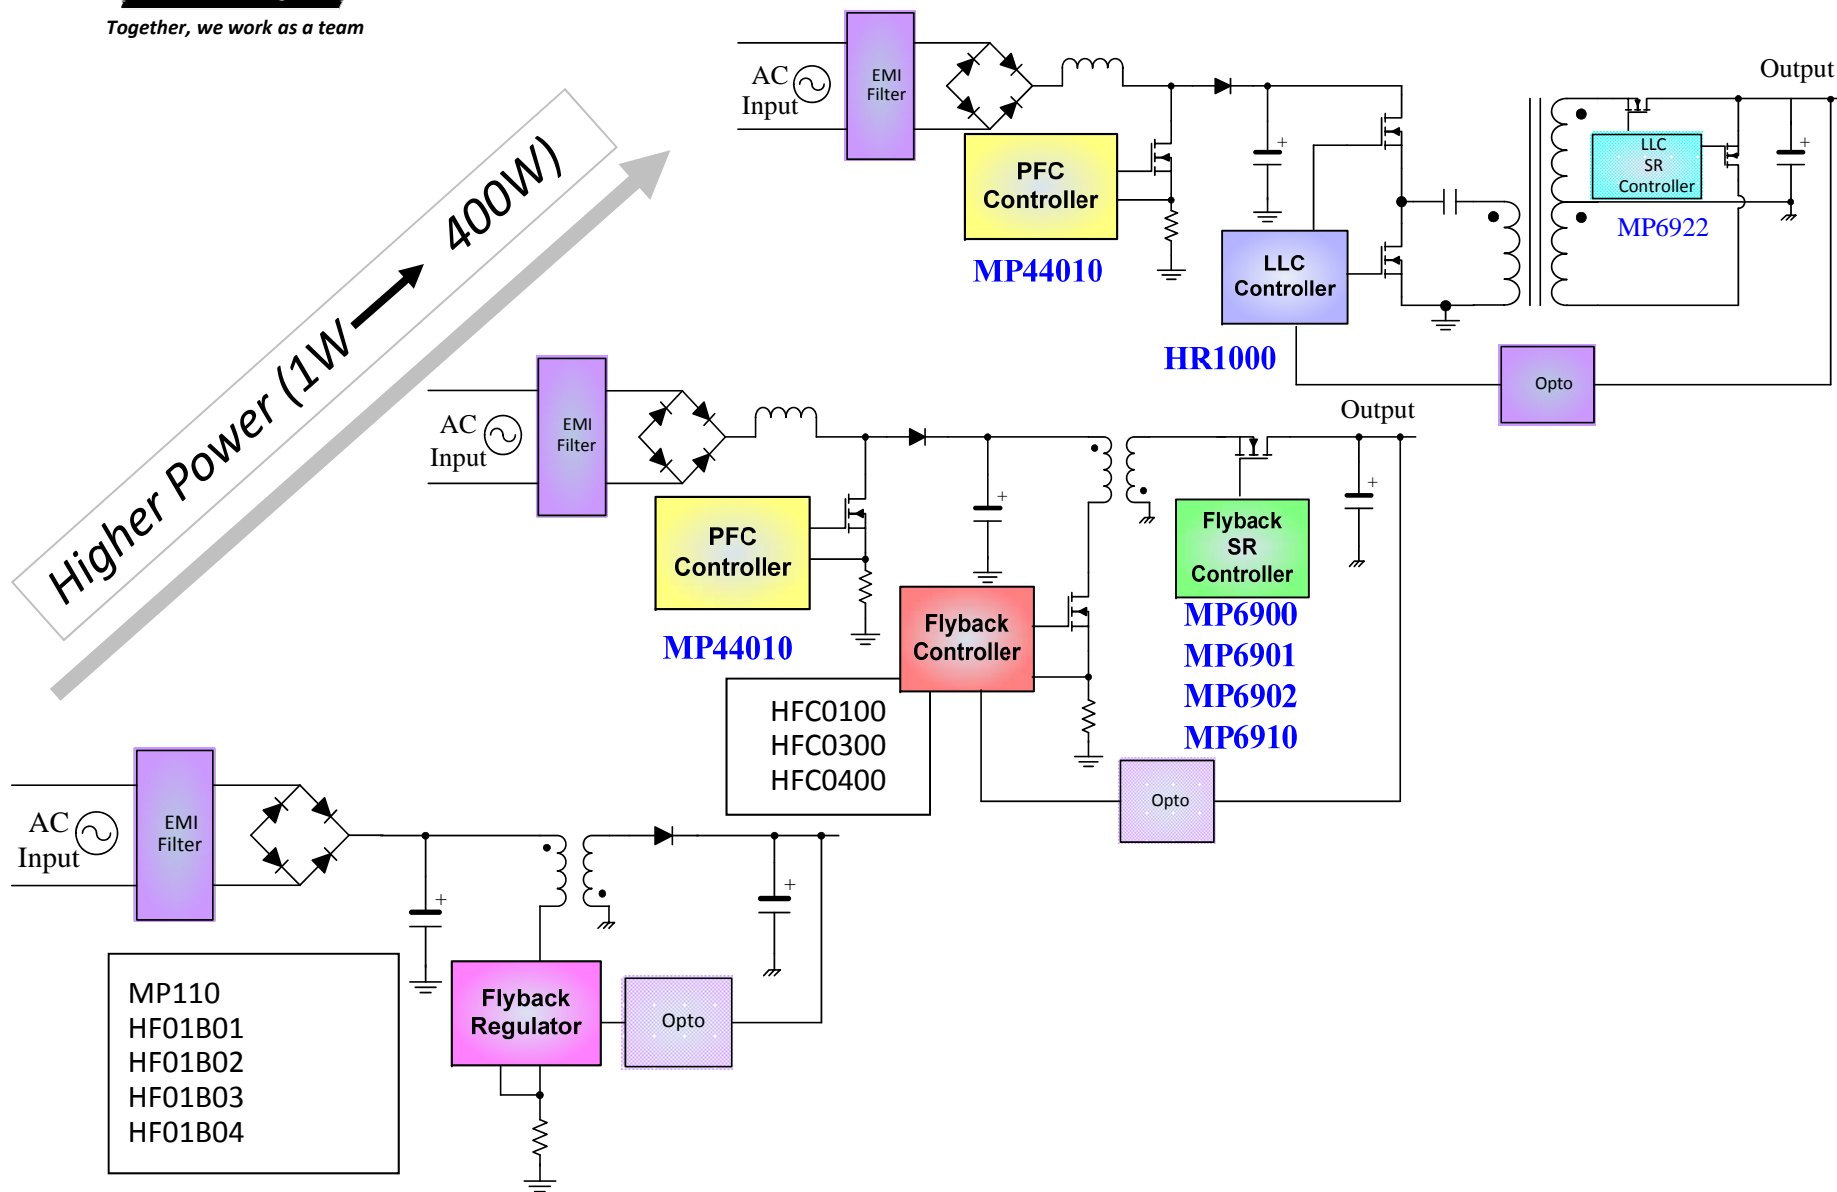 Together, we work as a team
Higher Power (1W 400W)
AC
Input
EMI
Filter
PFC
Controller
MP44010
LLC
Controller
HR1000
Output
LLC
SR
Controller
MP6922
Opto
AC
Input
EMI
Filter
PFC
Controller
MP44010
+
Flyback
Controller
HFC0100
HFC0300
HFC0400
Output
Flyback
SR
Controller
MP6900
MP6901
MP6902
MP6910
+
Opto
AC
Input
EMI
Filter
+
MP110
HF01B01
HF01B02
HF01B03
HF01B04
Flyback
Regulator
Opto
+
+
+